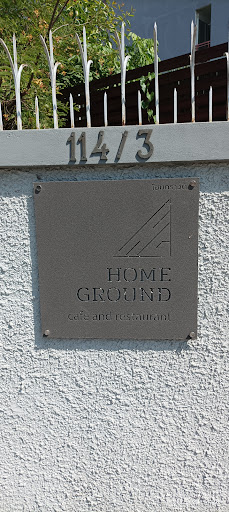 114/3
HOME
GROUND
cafe and restaurant